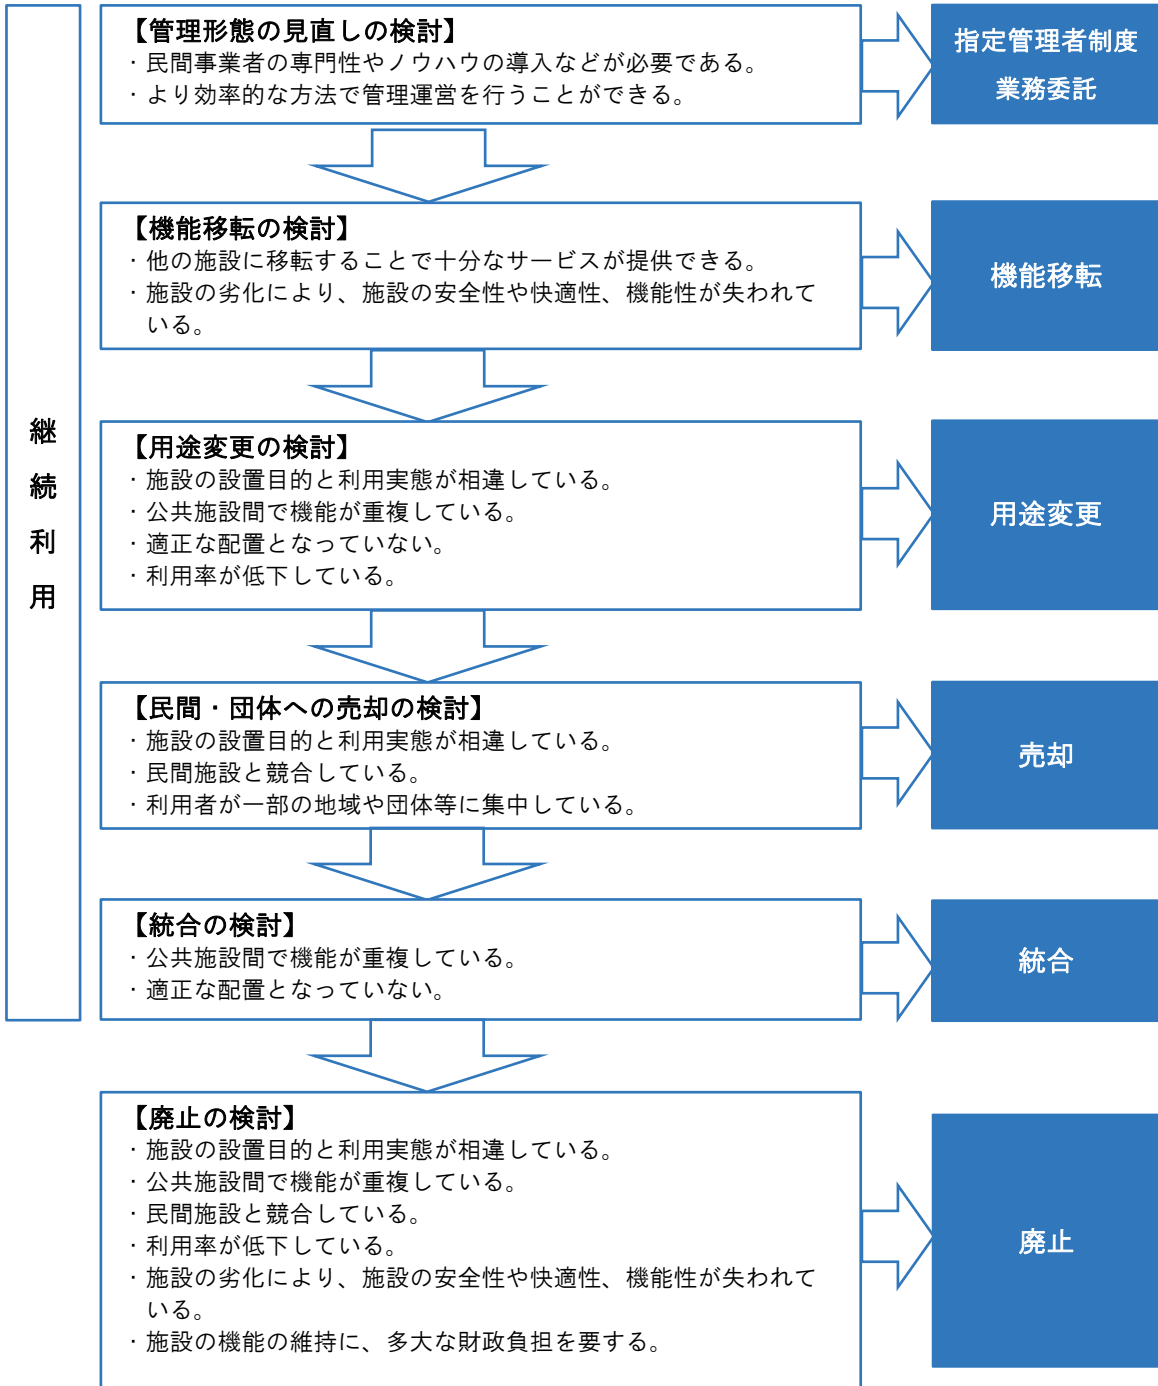 継
続
利
用
【管理形態の見直しの検討】
・民間事業者の専門性やノウハウの導入などが必要である。
・より効率的な方法で管理運営を行うことができる。
指定管理者制度
業務委託
【機能移転の検討】
・他の施設に移転することで十分なサービスが提供できる。
・施設の劣化により、施設の安全性や快適性、機能性が失われて
いる。
機能移転
【用途変更の検討】
・施設の設置目的と利用実態が相違している。
・公共施設間で機能が重複している。
・適正な配置となっていない。
・利用率が低下している。
用途変更
【民間・団体への売却の検討】
・施設の設置目的と利用実態が相違している。
・民間施設と競合している。
・利用者が一部の地域や団体等に集中している。
売却
【統合の検討】
・公共施設間で機能が重複している。
・適正な配置となっていない。
統合
【廃止の検討】
・施設の設置目的と利用実態が相違している。
・公共施設間で機能が重複している。
・民間施設と競合している。
・利用率が低下している。
・施設の劣化により、施設の安全性や快適性、機能性が失われて
いる。
・施設の機能の維持に、多大な財政負担を要する。
廃止